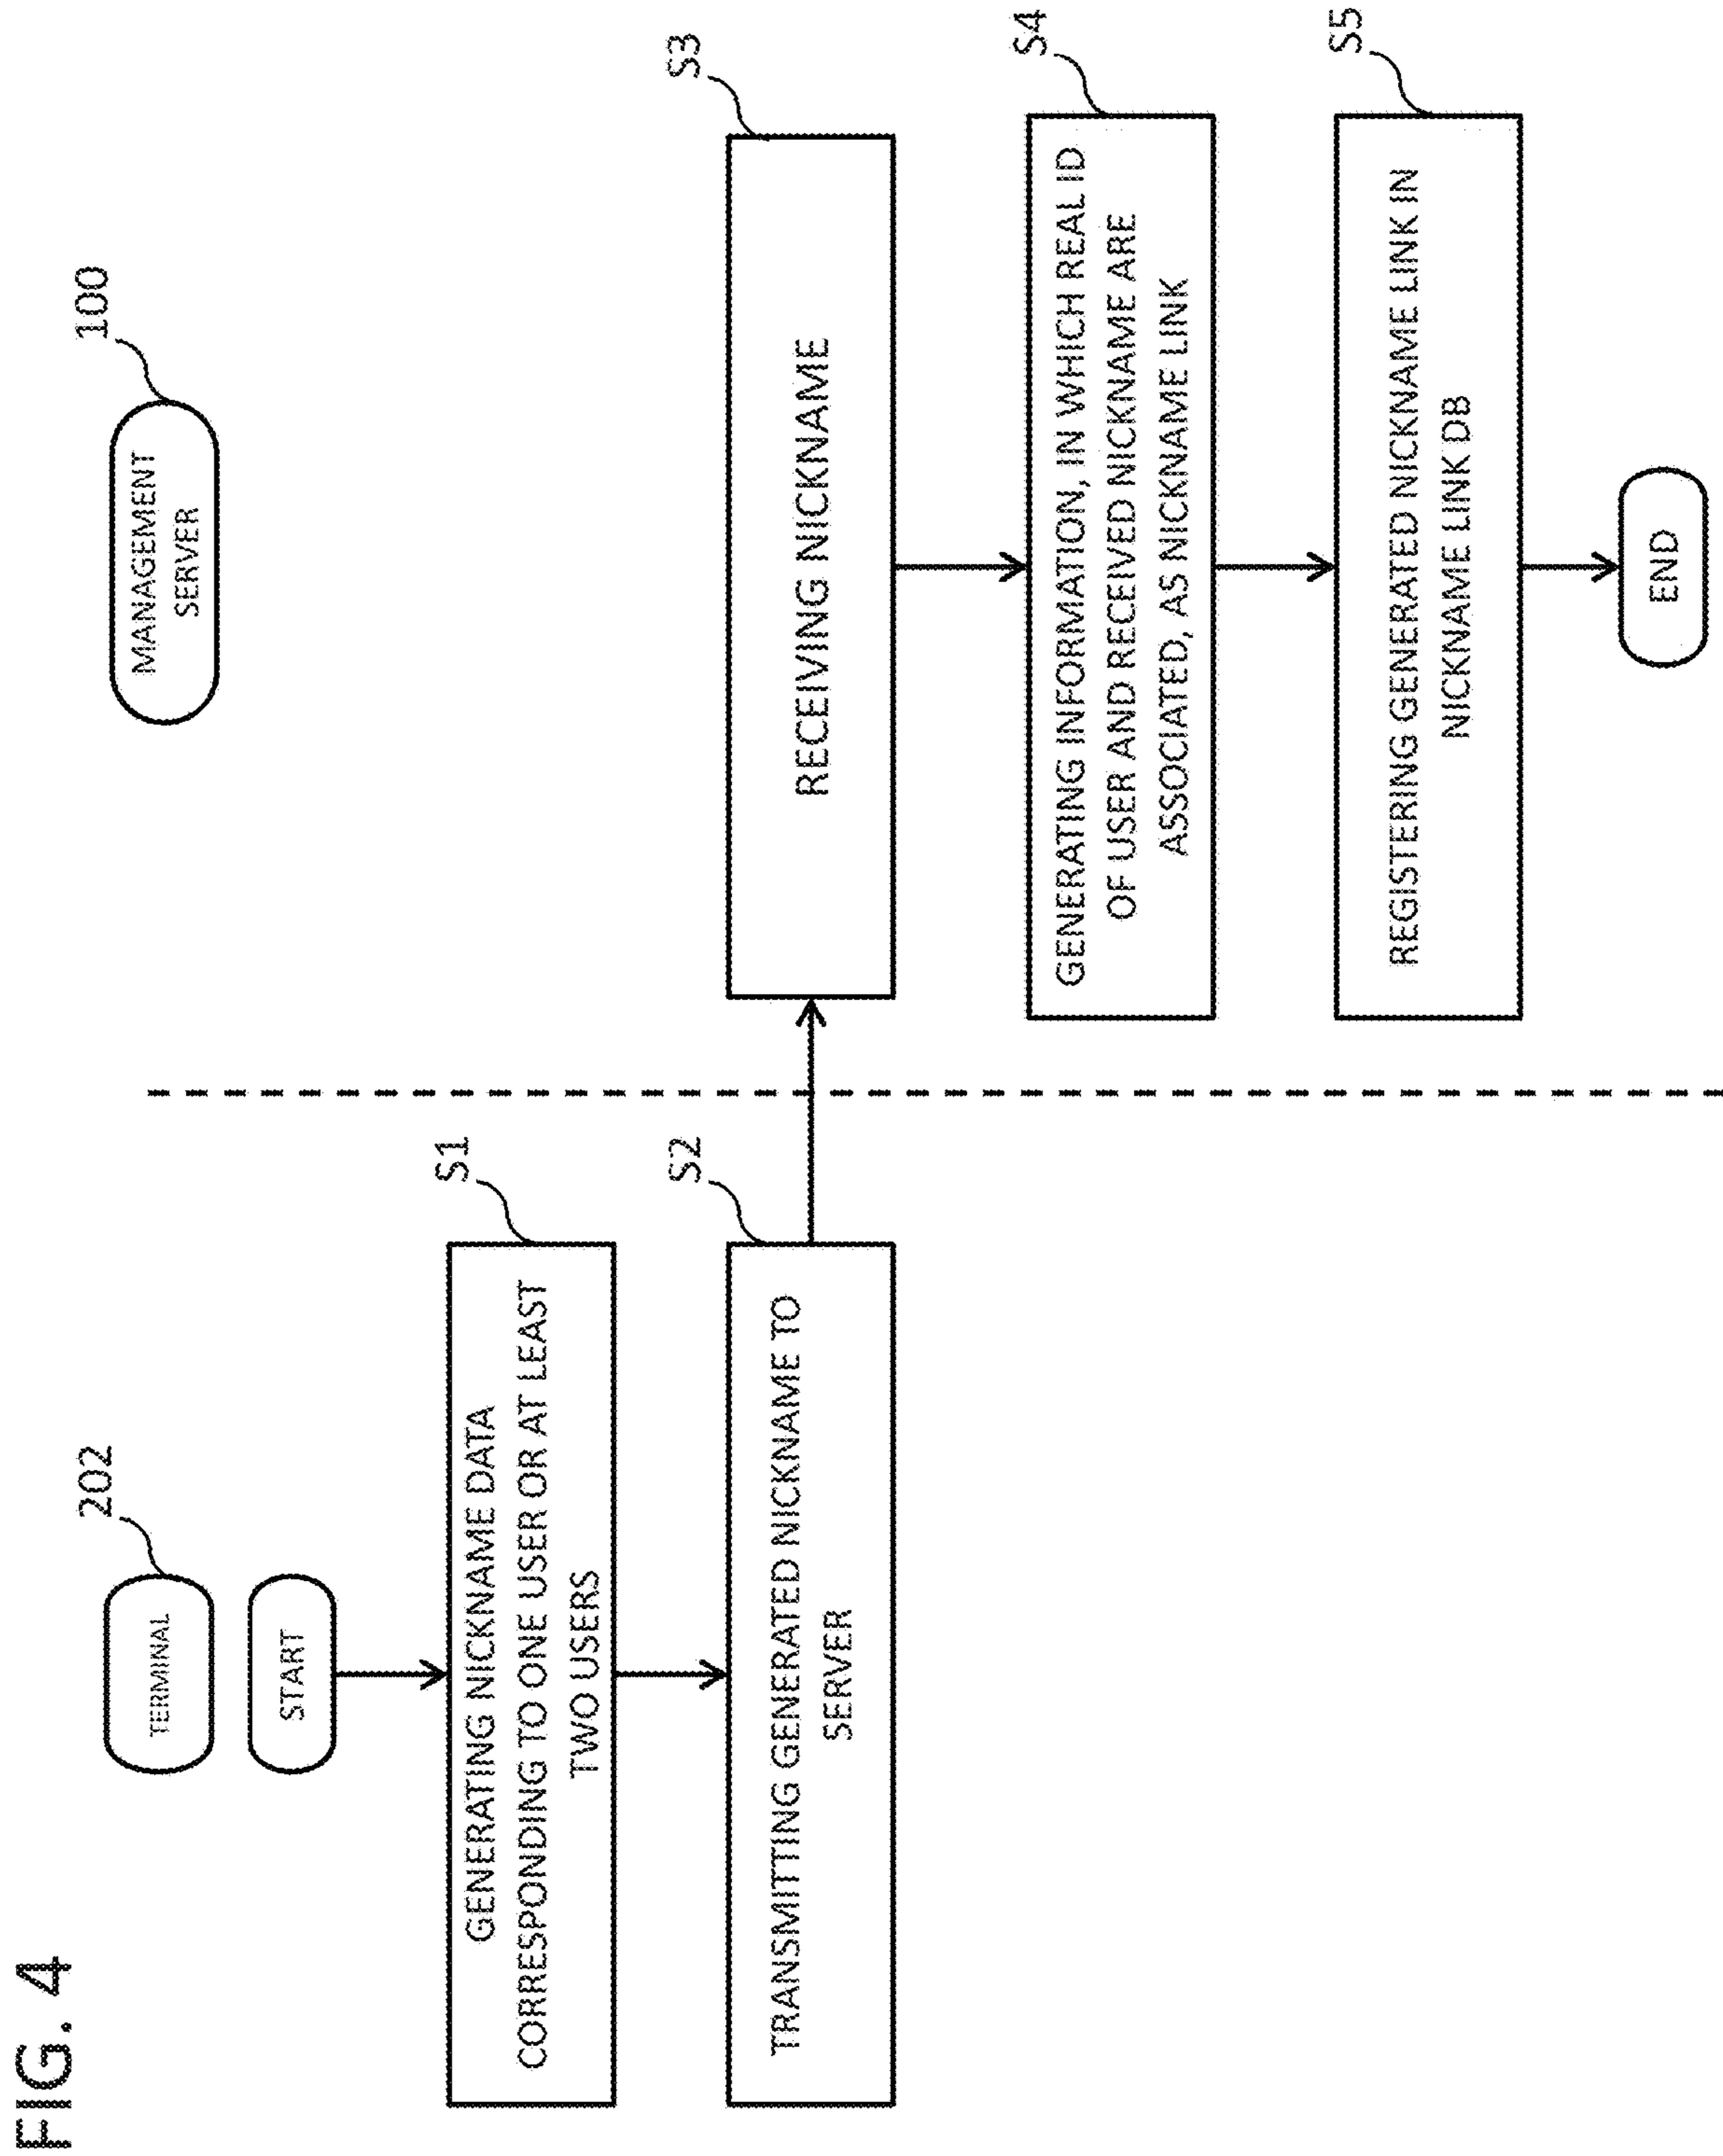 FIG. 4
TERMINAL
202
START
GENERATING NICKNAME DATA
CORRESPONDING TO ONE USER OR AT LEAST
TWO USERS
S1
TRANSMITTING GENERATED NICKNAME TO
SERVER
S2
MANAGEMENT
SERVER
100
RECEIVING NICKNAME
S3
GENERATING INFORMATION, IN WHICH REAL ID
OF USER AND RECEIVED NICKNAME ARE
ASSOCIATED, AS NICKNAME LINK
S4
REGISTERING GENERATED NICKNAME LINK IN
NICKNAME LINK DB
S5
END